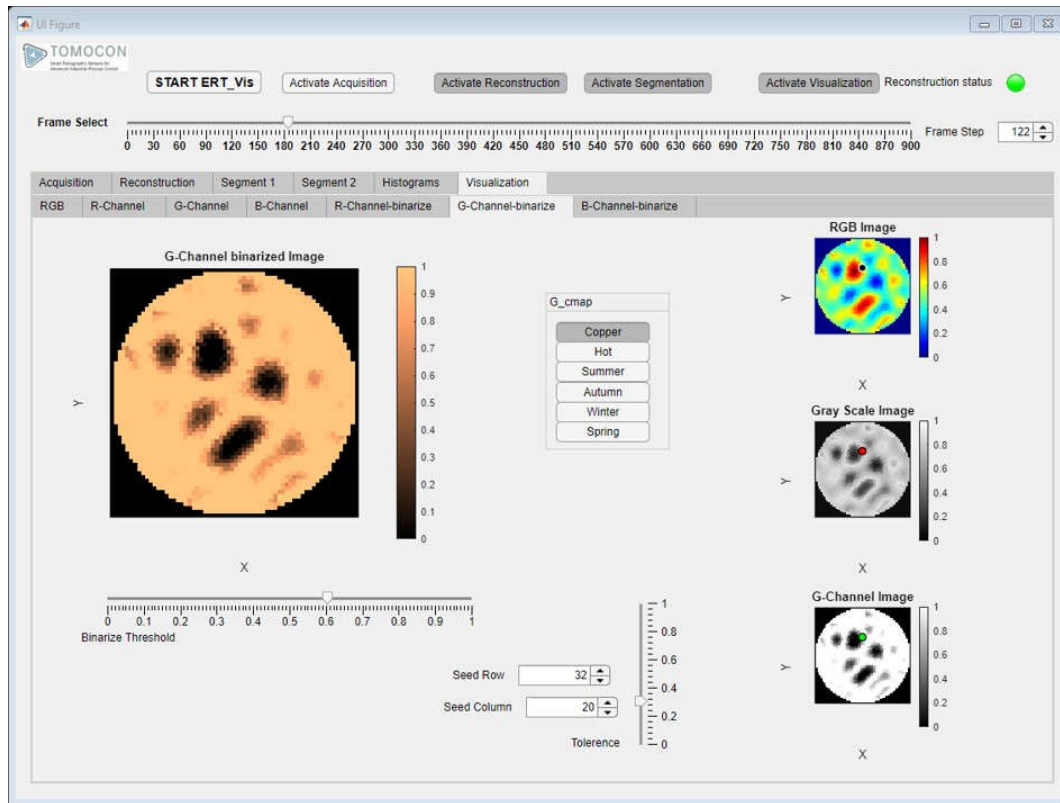 UI Figure
TOMOCON
Smart Tomographic Sensors for
Advanced Industrial Process Control
START ERT_Vis
Activate Acquisition
Activate Reconstruction
Activate Segmentation
Activate Visualization
Reconstruction status
Frame Select
0 30 60 90 120 150 180 210 240 270 300 330 360 390 420 450 480 510 540 570 600 630 660 690 720 750 780 810 840 870 900
Frame Step
122
Acquisition Reconstruction Segment 1 Segment 2 Histograms Visualization
RGB R-Channel G-Channel B-Channel R-Channel-binarize G-Channel-binarize B-Channel-binarize
G-Channel binarized Image
Y
X
1
0.9
0.8
0.7
0.6
0.5
0.4
0.3
0.2
0.1
0
G_cmap
Copper
Hot
Summer
Autumn
Winter
Spring
RGB Image
Y
X
1
0.8
0.6
0.4
0.2
0
Gray Scale Image
Y
X
1
0.8
0.6
0.4
0.2
0
G-Channel Image
Y
X
1
0.8
0.6
0.4
0.2
0
0 0.1 0.2 0.3 0.4 0.5 0.6 0.7 0.8 0.9 1
Binarize Threshold
Seed Row
32
Seed Column
20
Tolerence
1
0.8
0.6
0.4
0.2
0